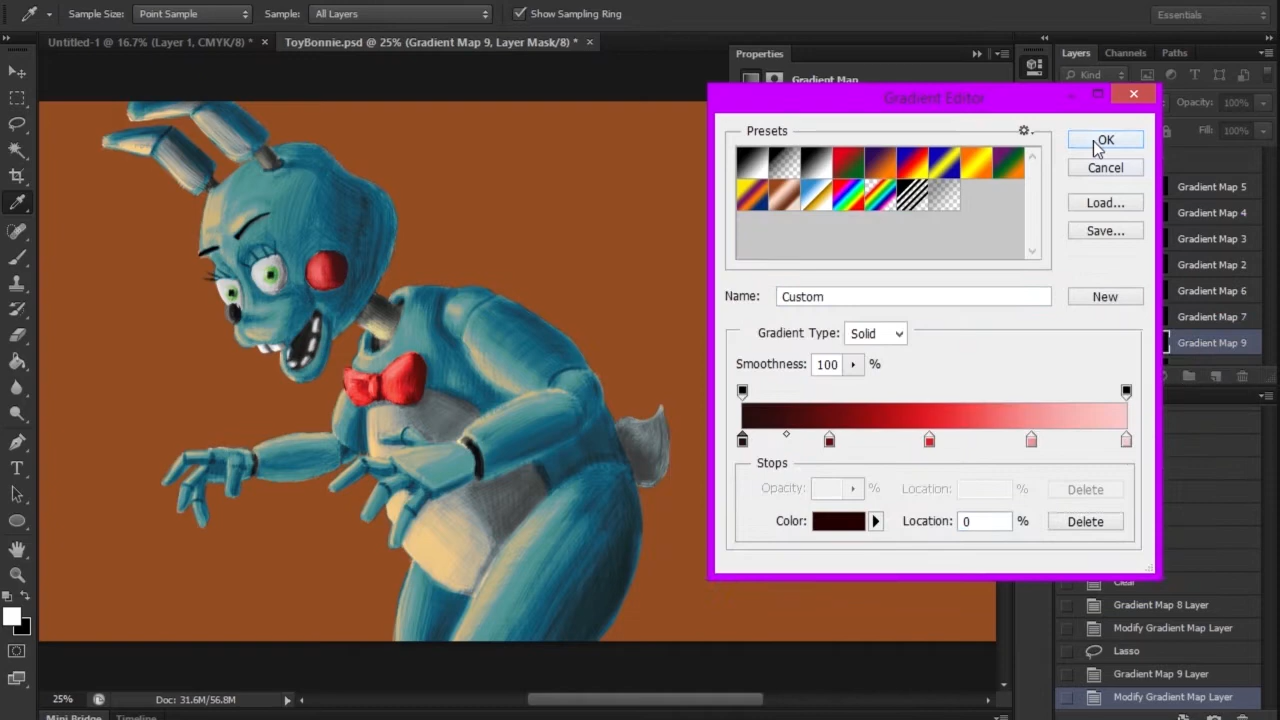 Sample Size: Point Sample Sample: All Layers Show Sampling Ring Essentials
Untitled-1 @ 16.7% (Layer 1, CMYK/8) * × ToyBonnie.psd @ 25% (Gradient Map 9, Layer Mask/8) * ×
Properties
Gradient Map
Layers Channels Paths
Kind
Opacity: 100%
Fill: 100%
Gradient Map 5
Gradient Map 4
Gradient Map 3
Gradient Map 2
Gradient Map 6
Gradient Map 7
Gradient Map 9
Gradient Editor
Presets
OK
Cancel
Load...
Save...
Name: Custom New
Gradient Type: Solid
Smoothness: 100 %
Stops
Opacity: % Location: % Delete
Color: Location: 0 % Delete
Clear
Gradient Map 8 Layer
Modify Gradient Map Layer
Lasso
Gradient Map 9 Layer
Modify Gradient Map Layer
25% Doc: 31.6M/56.8M
Mini Bridge Timeline